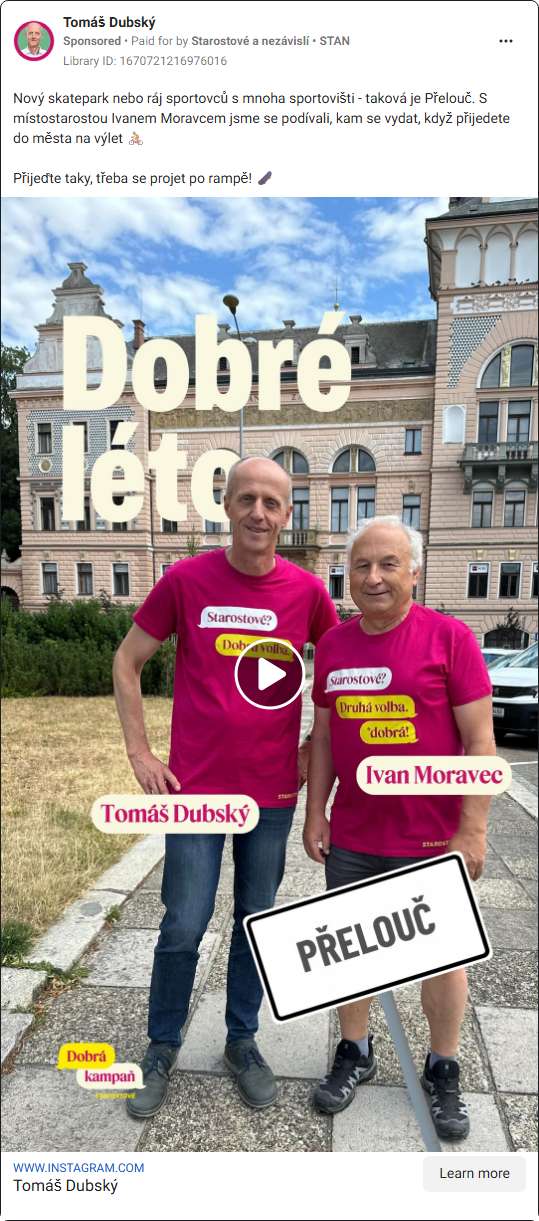 Tomáš Dubský
Sponsored • Paid for by Starostové a nezávislí • STAN
Library ID: 1670721216976016
Nový skatepark nebo ráj sportovců s mnoha sportovišti - taková je Přelouč. S
místostarostou Ivanem Moravcem jsme se podívali, kam se vydat, když přijedete
do města na výlet 🚴🏼
Přijeďte taky, třeba se projet po rampě! 🛹
Dobré
léto
Starostové?
Dobrá volba.
Starostové?
Druhá volba.
*dobrá!
Ivan Moravec
Tomáš Dubský
PŘELOUČ
Dobrá
kampaň
WWW.INSTAGRAM.COM
Tomáš Dubský
Learn more